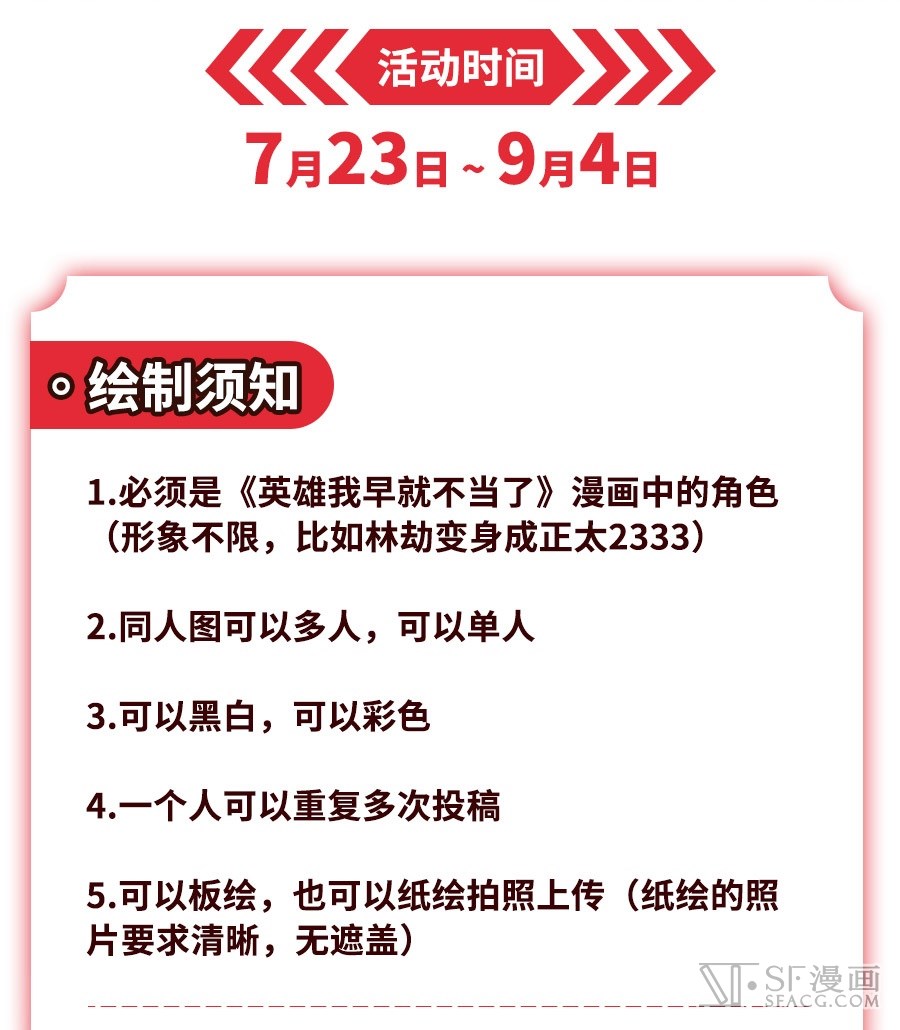 活动时间
7月23日 ~ 9月4日
绘制须知
1.必须是《英雄我早就不当了》漫画中的角色
（形象不限，比如林劫变身成正太2333）
2.同人图可以多人，可以单人
3.可以黑白，可以彩色
4.一个人可以重复多次投稿
5.可以板绘，也可以纸绘拍照上传（纸绘的照
片要求清晰，无遮盖）
SF漫画
SFACG.COM